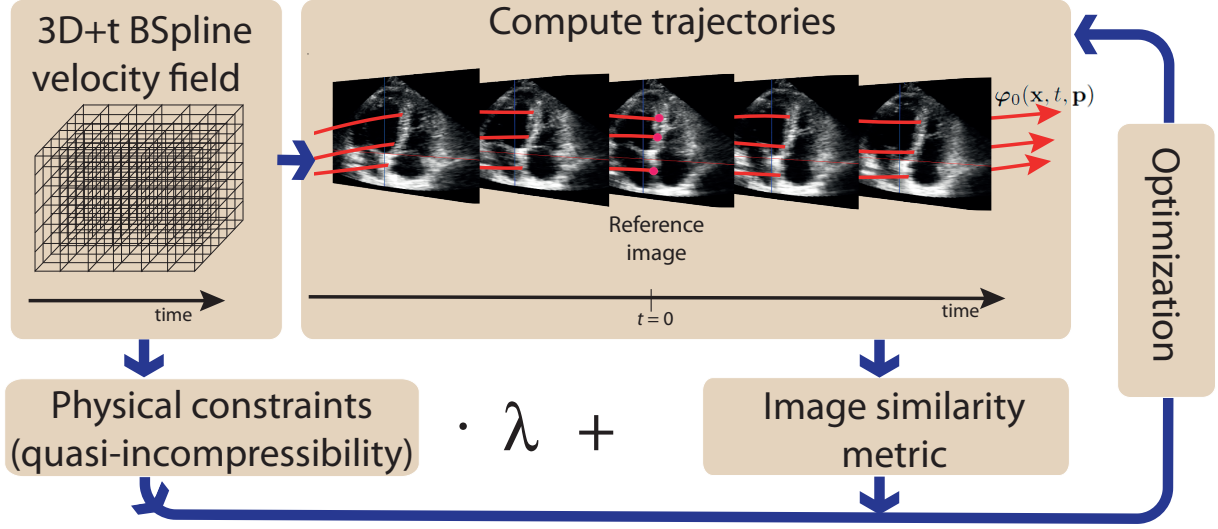 3D+t BSpline
velocity field
time
Compute trajectories
φ₀(x, t, p)
Reference
image
t = 0
time
Optimization
Physical constraints
(quasi-incompressibility)
· λ +
Image similarity
metric